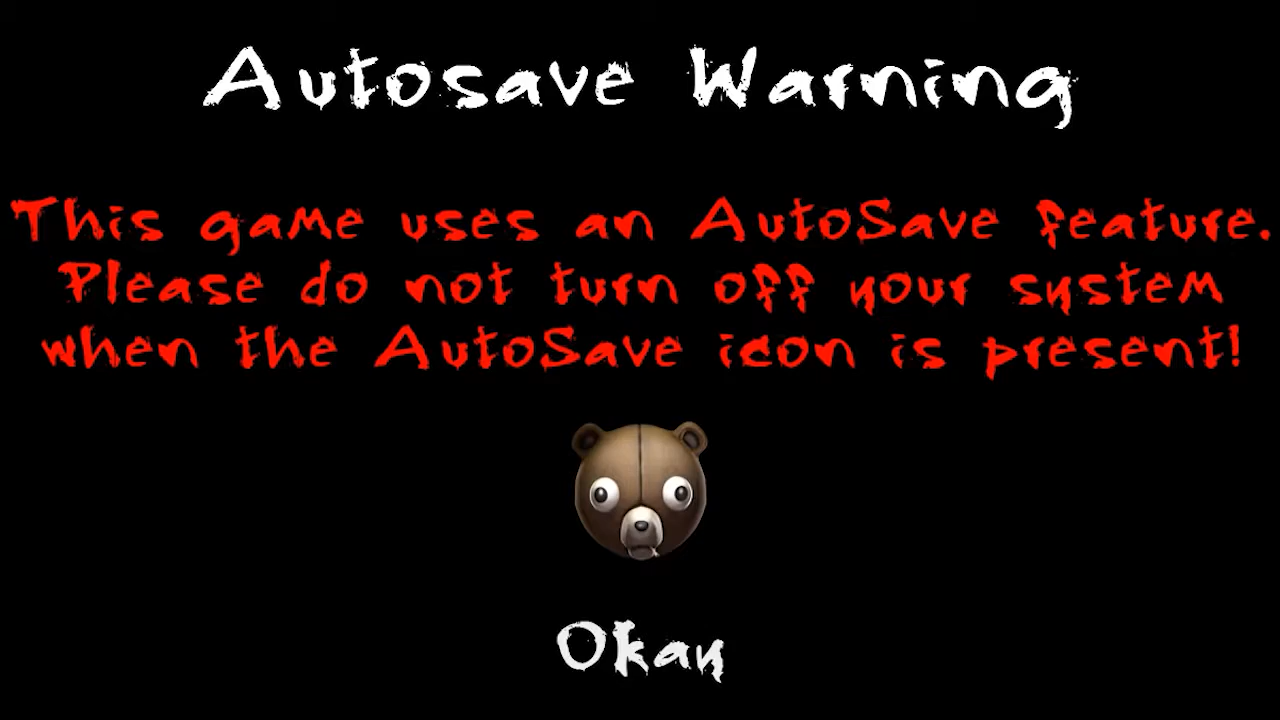 Autosave Warning
This game uses an AutoSave feature.
Please do not turn off your system
when the AutoSave icon is present!
Okay